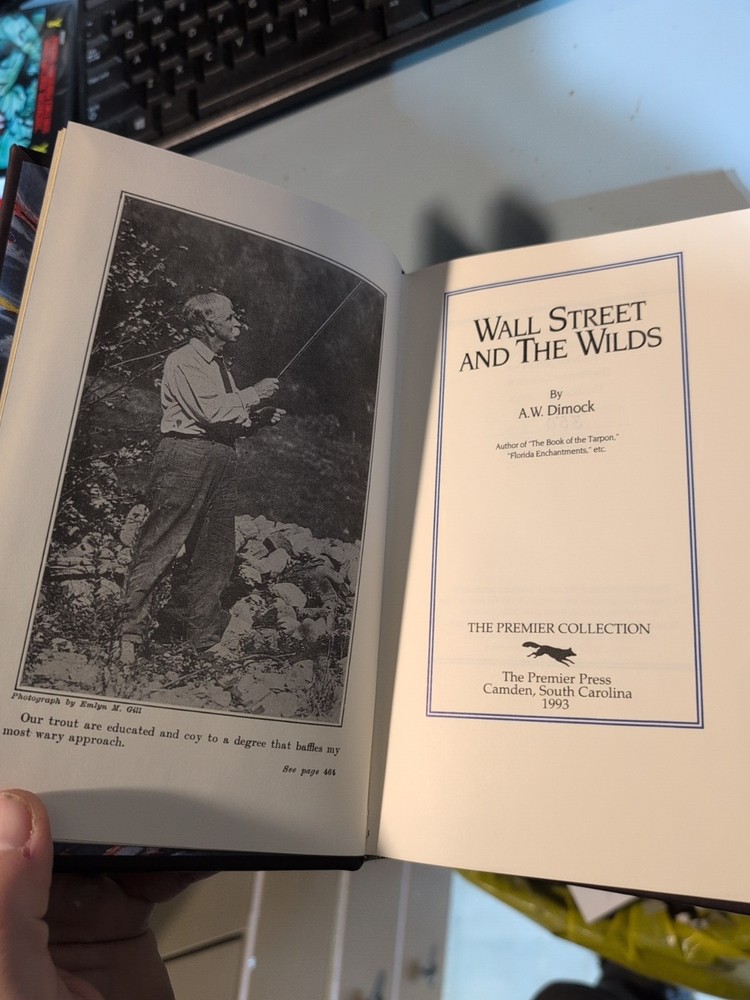 Photograph by Emlyn M. Gill
Our trout are educated and coy to a degree that baffles my
most wary approach.
See page 464
WALL STREET
AND THE WILDS
By
A.W. Dimock
Author of "The Book of the Tarpon,"
"Florida Enchantments," etc.
THE PREMIER COLLECTION
The Premier Press
Camden, South Carolina
1993